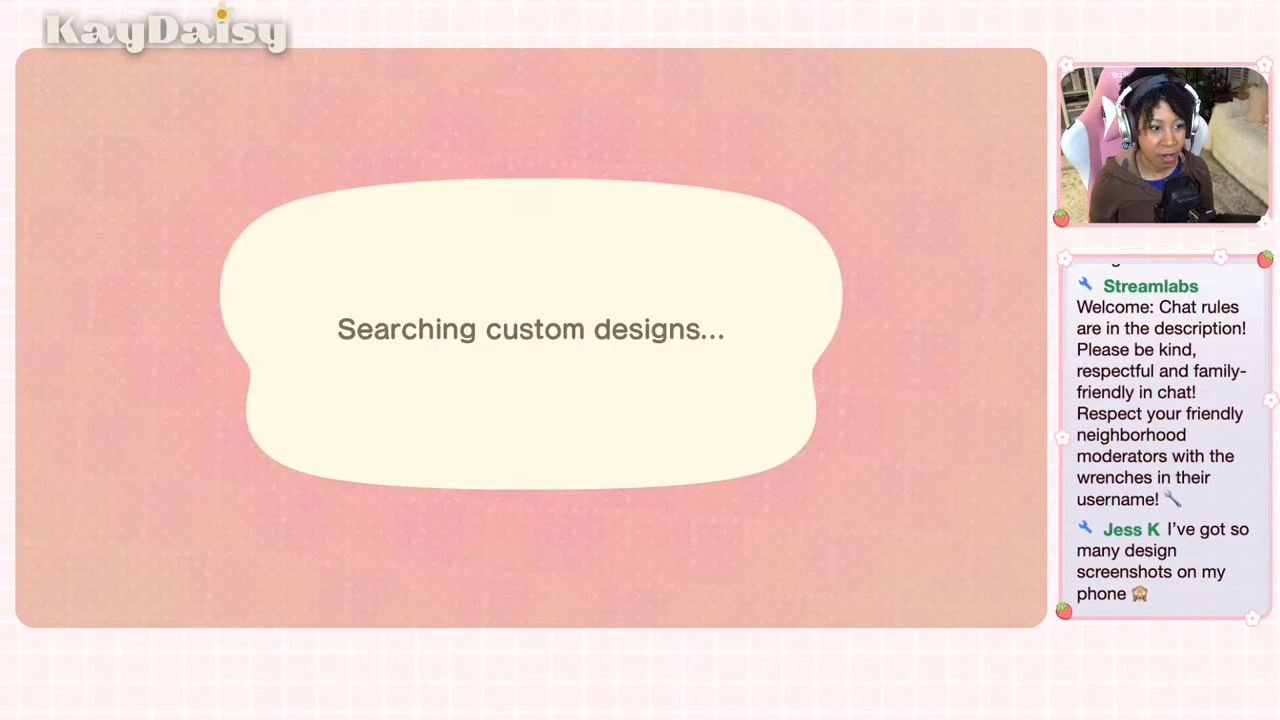 KayDaisy
Searching custom designs...
Streamlabs
Welcome: Chat rules
are in the description!
Please be kind,
respectful and family-
friendly in chat!
Respect your friendly
neighborhood
moderators with the
wrenches in their
username! 🔧
Jess K I’ve got so
many design
screenshots on my
phone 🙈